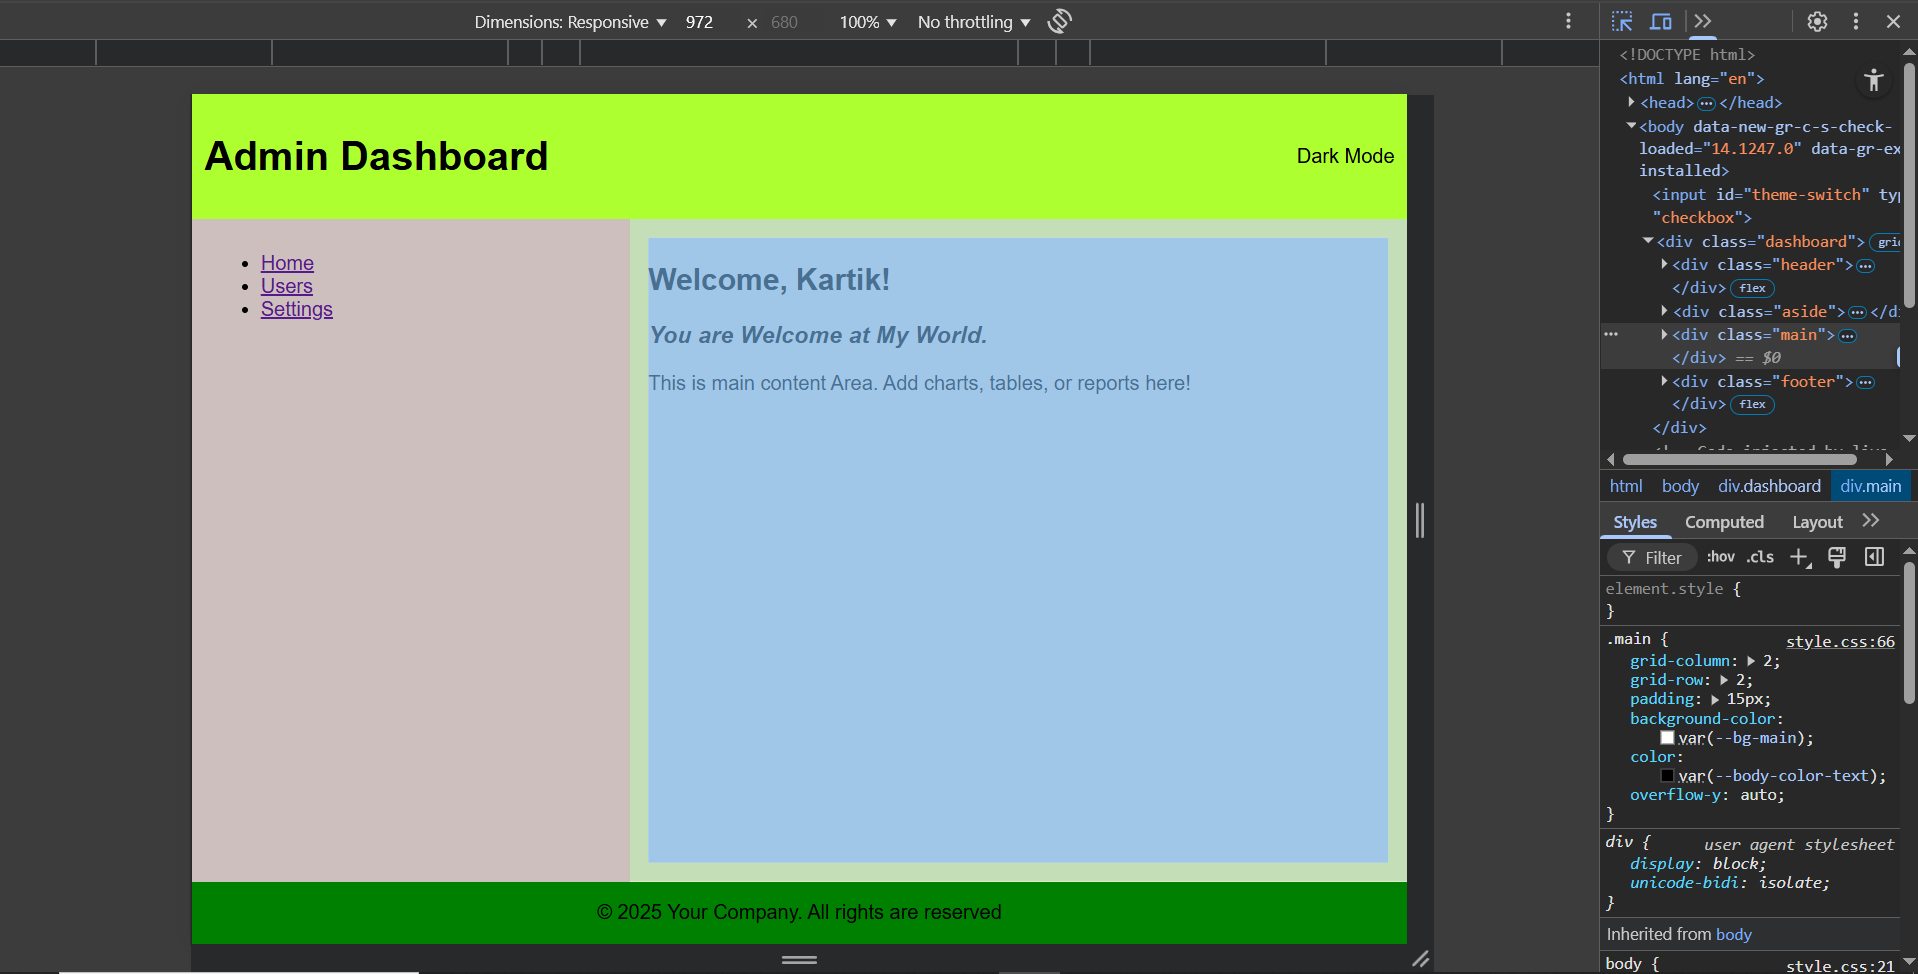 Dimensions: Responsive 972 × 680 100% No throttling
Admin Dashboard
Dark Mode
Home
Users
Settings
Welcome, Kartik!
You are Welcome at My World.
This is main content Area. Add charts, tables, or reports here!
© 2025 Your Company. All rights are reserved
<!DOCTYPE html>
<html lang="en">
<head> ••• </head>
<body data-new-gr-c-s-check-
loaded="14.1247.0" data-gr-ex
installed>
<input id="theme-switch" typ
"checkbox">
<div class="dashboard"> grid
<div class="header"> •••
</div> flex
<div class="aside"> ••• </di
••• <div class="main"> •••
</div> == $0
<div class="footer"> •••
</div> flex
</div>
html body div.dashboard div.main
Styles Computed Layout
Filter :hov .cls
element.style {
}
.main { style.css:66
grid-column: 2;
grid-row: 2;
padding: 15px;
background-color:
var(--bg-main);
color:
var(--body-color-text);
overflow-y: auto;
}
div { user agent stylesheet
display: block;
unicode-bidi: isolate;
}
Inherited from body
body { style.css:21